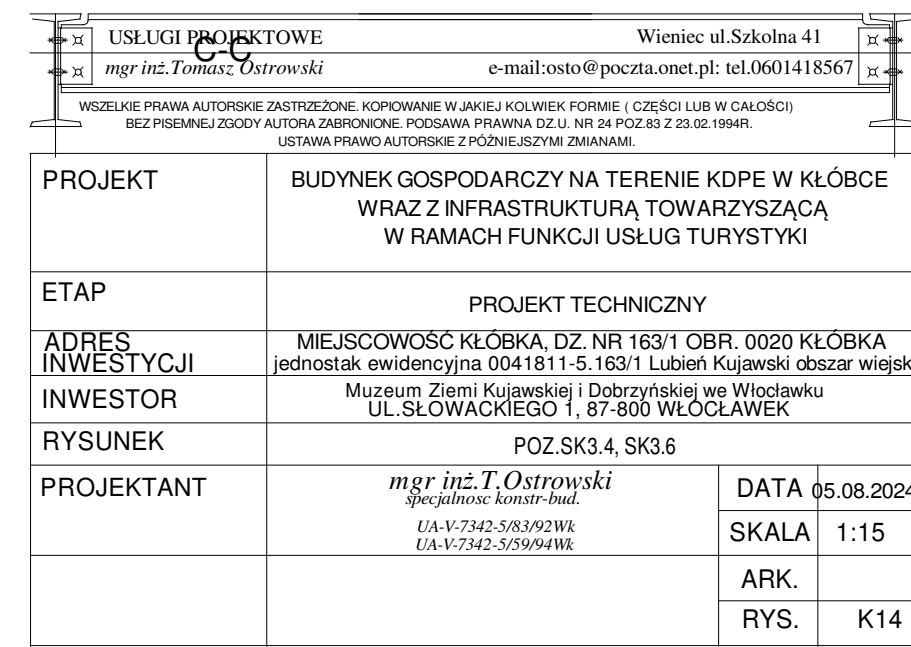 USŁUGI PROJEKTOWE Wieniec ul.Szkolna 41
C-C
mgr inż.Tomasz Ostrowski e-mail:osto@poczta.onet.pl: tel.0601418567
WSZELKIE PRAWA AUTORSKIE ZASTRZEŻONE. KOPIOWANIE W JAKIEJ KOLWIEK FORMIE ( CZĘŚCI LUB W CAŁOŚCI)
BEZ PISEMNEJ ZGODY AUTORA ZABRONIONE. PODSAWA PRAWNA DZ.U. NR 24 POZ.83 Z 23.02.1994R.
USTAWA PRAWO AUTORSKIE Z PÓŹNIEJSZYMI ZMIANAMI.
PROJEKT BUDYNEK GOSPODARCZY NA TERENIE KDPE W KŁÓBCE
WRAZ Z INFRASTRUKTURĄ TOWARZYSZĄCĄ
W RAMACH FUNKCJI USŁUG TURYSTYKI
ETAP PROJEKT TECHNICZNY
ADRES INWESTYCJI MIEJSCOWOŚĆ KŁÓBKA, DZ. NR 163/1 OBR. 0020 KŁÓBKA
jednostak ewidencyjna 0041811-5.163/1 Lubień Kujawski obszar wiejsk
INWESTOR Muzeum Ziemi Kujawskiej i Dobrzyńskiej we Włocławku
UL.SŁOWACKIEGO 1, 87-800 WŁOCŁAWEK
RYSUNEK POZ.SK3.4, SK3.6
PROJEKTANT mgr inż.T.Ostrowski
specjalnosc konstr-bud.
UA-V-7342-5/83/92Wk
UA-V-7342-5/59/94Wk
DATA 05.08.2024
SKALA 1:15
ARK.
RYS. K14